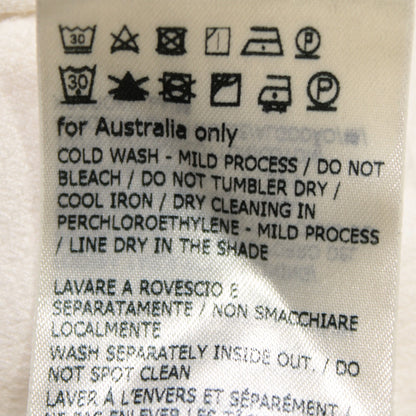 30 P
30 P
for Australia only
COLD WASH - MILD PROCESS / DO NOT
BLEACH / DO NOT TUMBLER DRY /
COOL IRON / DRY CLEANING IN
PERCHLOROETHYLENE - MILD PROCESS
/ LINE DRY IN THE SHADE
LAVARE A ROVESCIO E
SEPARATAMENTE / NON SMACCHIARE
LOCALMENTE
WASH SEPARATELY INSIDE OUT. / DO
NOT SPOT CLEAN
LAVER À L'ENVERS ET SÉPARÉMENT